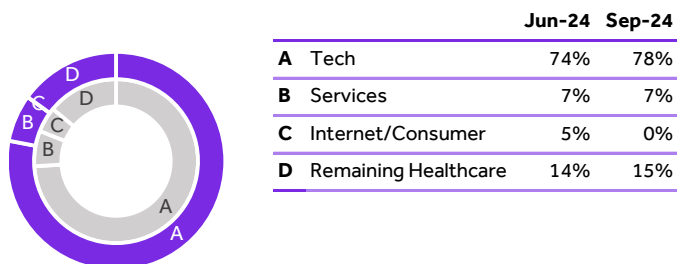 Jun-24 Sep-24
A Tech 74% 78%
B Services 7% 7%
C Internet/Consumer 5% 0%
D Remaining Healthcare 14% 15%
D
D
C
C
B
B
A
A